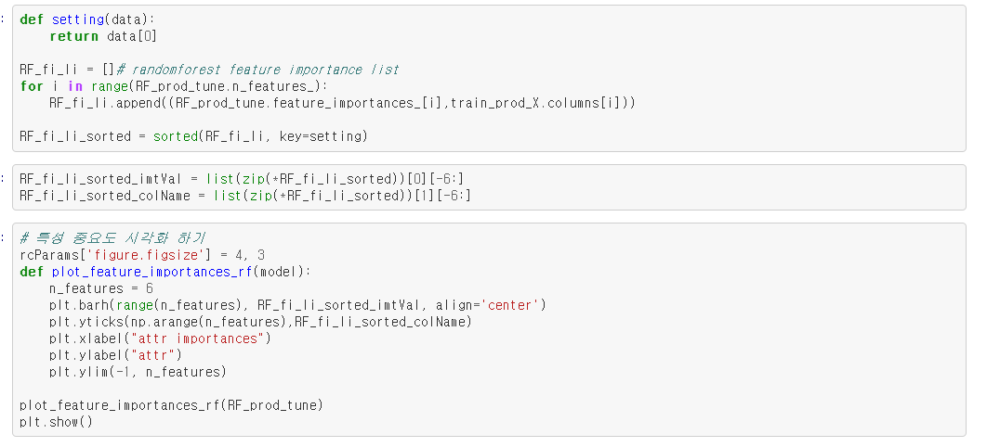 def setting(data):
    return data[0]

RF_fi_li = []# randomforest feature importance list
for i in range(RF_prod_tune.n_features_):
    RF_fi_li.append((RF_prod_tune.feature_importances_[i],train_prod_X.columns[i]))

RF_fi_li_sorted = sorted(RF_fi_li, key=setting)

RF_fi_li_sorted_imtVal = list(zip(*RF_fi_li_sorted))[0][-6:]
RF_fi_li_sorted_colName = list(zip(*RF_fi_li_sorted))[1][-6:]

# 특성 중요도 시각화 하기
rcParams['figure.figsize'] = 4, 3
def plot_feature_importances_rf(model):
    n_features = 6
    plt.barh(range(n_features), RF_fi_li_sorted_imtVal, align='center')
    plt.yticks(np.arange(n_features),RF_fi_li_sorted_colName)
    plt.xlabel("attr importances")
    plt.ylabel("attr")
    plt.ylim(-1, n_features)

plot_feature_importances_rf(RF_prod_tune)
plt.show()